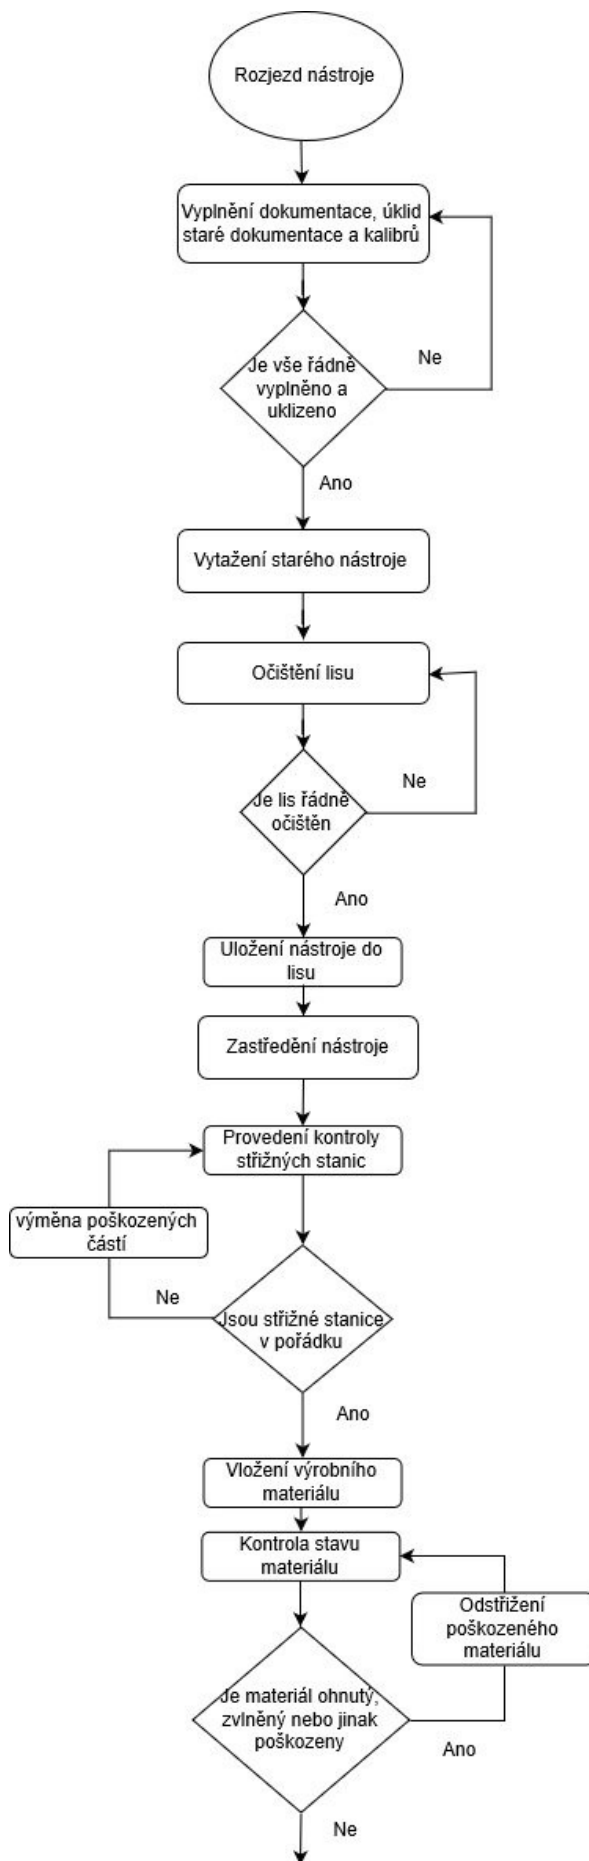 Rozjezd nástroje
Vyplnění dokumentace, úklid
staré dokumentace a kalibrů
Je vše řádně
vyplněno a
uklizeno
Ne
Ano
Vytažení starého nástroje
Očištění lisu
Je lis řádně
očištěn
Ne
Ano
Uložení nástroje do
lisu
Zastředění nástroje
Provedení kontroly
střižných stanic
výměna poškozených
částí
Ne
Jsou střižné stanice
v pořádku
Ano
Vložení výrobního
materiálu
Kontrola stavu
materiálu
Odstřižení
poškozeného
materiálu
Je materiál ohnutý,
zvlněný nebo jinak
poškozeny
Ano
Ne